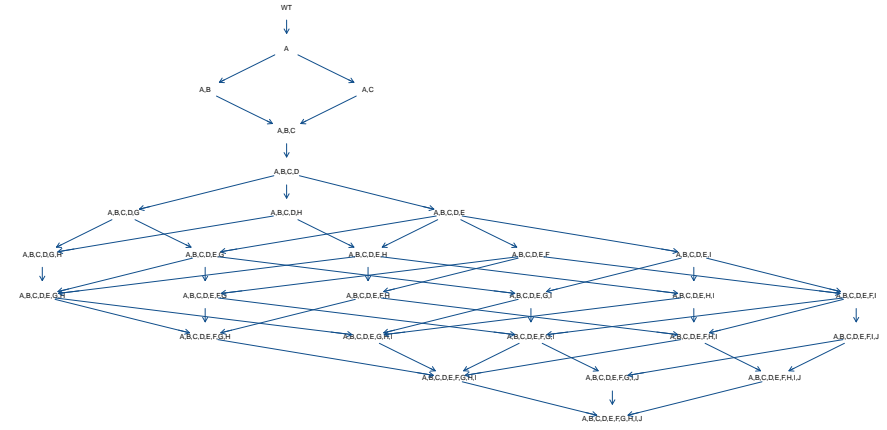 WT
A
A,B A,C
A,B,C
A,B,C,D
A,B,C,D,G A,B,C,D,H A,B,C,D,E
A,B,C,D,G,H A,B,C,D,E,G A,B,C,D,E,H A,B,C,D,E,F A,B,C,D,E,I
A,B,C,D,E,G,H A,B,C,D,E,F,G A,B,C,D,E,F,H A,B,C,D,E,G,I A,B,C,D,E,H,I A,B,C,D,E,F,I
A,B,C,D,E,F,G,H A,B,C,D,E,G,H,I A,B,C,D,E,F,G,I A,B,C,D,E,F,H,I A,B,C,D,E,F,I,J
A,B,C,D,E,F,G,H,I A,B,C,D,E,F,G,I,J A,B,C,D,E,F,H,I,J
A,B,C,D,E,F,G,H,I,J